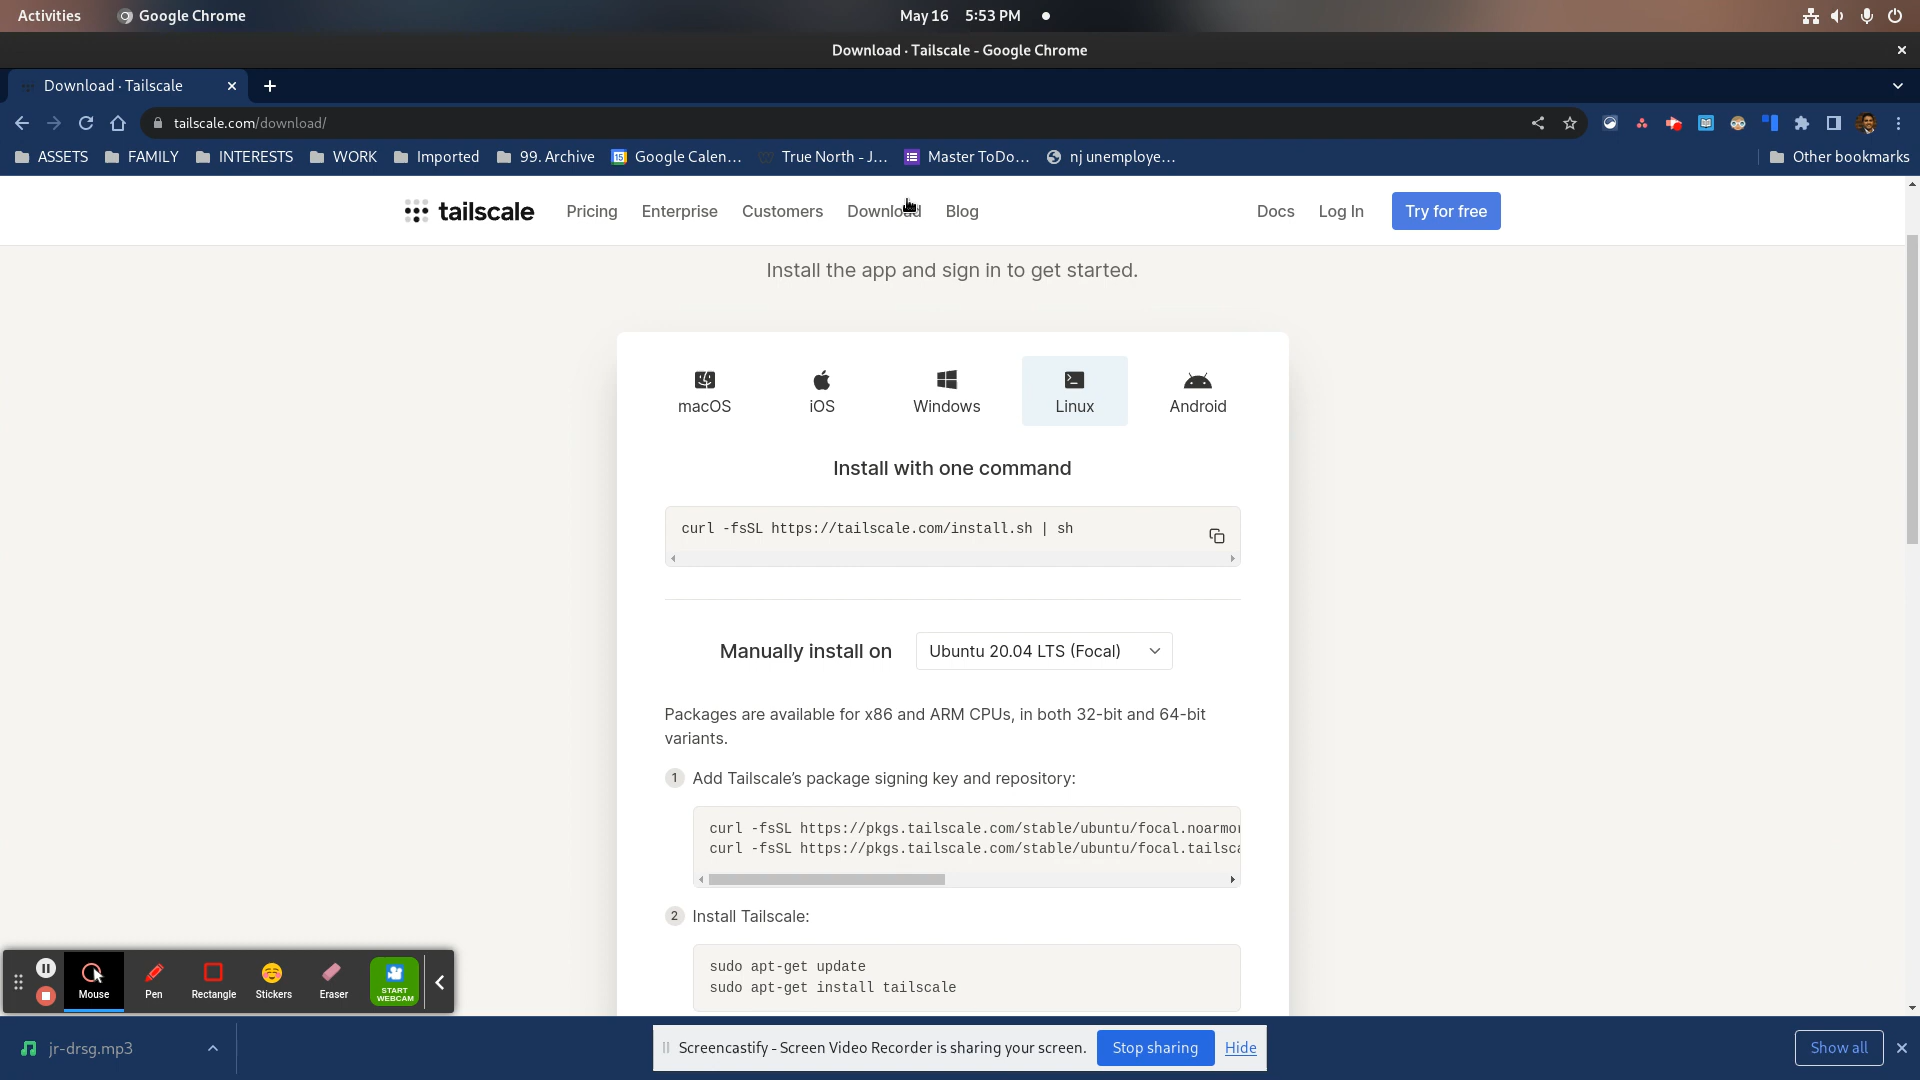 Activities
Google Chrome
May 16 5:53 PM
Download · Tailscale - Google Chrome
Download · Tailscale
tailscale.com/download/
ASSETS
FAMILY
INTERESTS
WORK
Imported
99. Archive
Google Calen...
True North - J...
Master ToDo...
nj unemploye...
Other bookmarks
tailscale
Pricing
Enterprise
Customers
Download
Blog
Docs
Log In
Try for free
Install the app and sign in to get started.
macOS
iOS
Windows
Linux
Android
Install with one command
curl -fsSL https://tailscale.com/install.sh | sh
Manually install on
Ubuntu 20.04 LTS (Focal)
Packages are available for x86 and ARM CPUs, in both 32-bit and 64-bit
variants.
1 Add Tailscale’s package signing key and repository:
curl -fsSL https://pkgs.tailscale.com/stable/ubuntu/focal.noarmor
curl -fsSL https://pkgs.tailscale.com/stable/ubuntu/focal.tailsca
2 Install Tailscale:
sudo apt-get update
sudo apt-get install tailscale
Mouse
Pen
Rectangle
Stickers
Eraser
START
WEBCAM
jr-drsg.mp3
Screencastify - Screen Video Recorder is sharing your screen.
Stop sharing
Hide
Show all